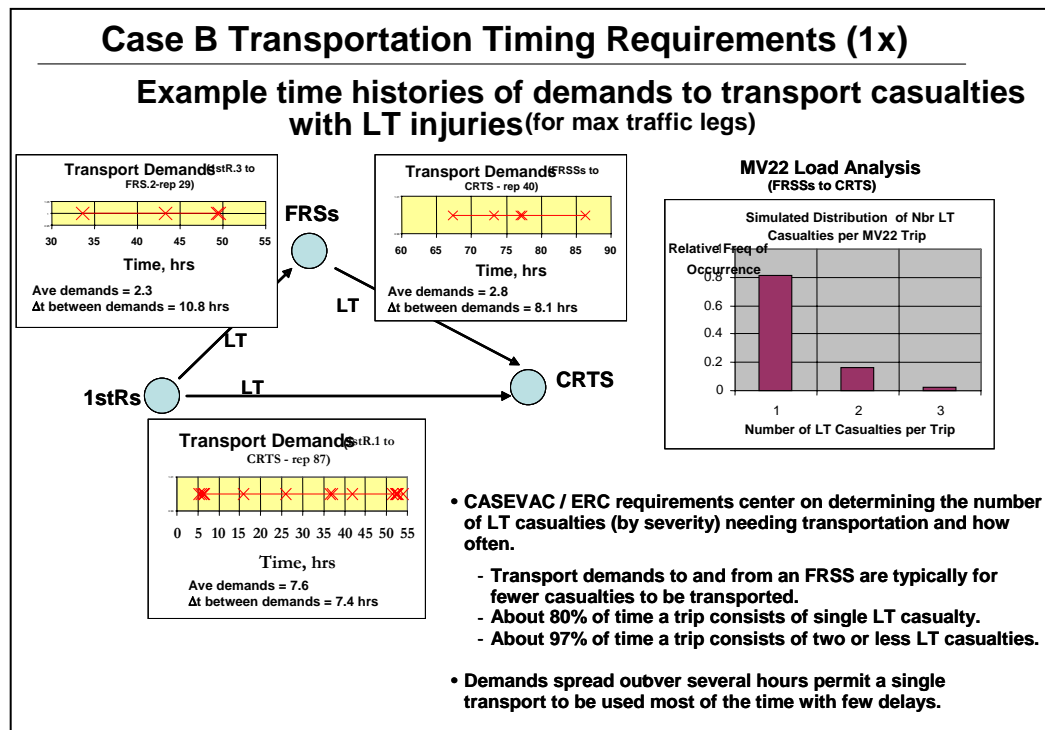 Case B Transportation Timing Requirements (1x)
Example time histories of demands to transport casualties
with LT injuries (for max traffic legs)
Transport Demands (1stR.3 to
FRS.2-rep 29)
30 35 40 45 50 55
Time, hrs
Ave demands = 2.3
Δt between demands = 10.8 hrs
FRSs
Transport Demands (FRSSs to
CRTS - rep 40)
60 65 70 75 80 85 90
Time, hrs
Ave demands = 2.8
Δt between demands = 8.1 hrs
MV22 Load Analysis
(FRSSs to CRTS)
Simulated Distribution of Nbr LT
Casualties per MV22 Trip
Relative Freq of
Occurrence
1
0.8
0.6
0.4
0.2
0
1 2 3
Number of LT Casualties per Trip
LT
LT
LT
1stRs
CRTS
Transport Demands (1stR.1 to
CRTS - rep 87)
0 5 10 15 20 25 30 35 40 45 50 55
Time, hrs
Ave demands = 7.6
Δt between demands = 7.4 hrs
• CASEVAC / ERC requirements center on determining the number
of LT casualties (by severity) needing transportation and how
often.
- Transport demands to and from an FRSS are typically for
fewer casualties to be transported.
- About 80% of time a trip consists of single LT casualty.
- About 97% of time a trip consists of two or less LT casualties.
• Demands spread out over several hours permit a single
transport to be used most of the time with few delays.